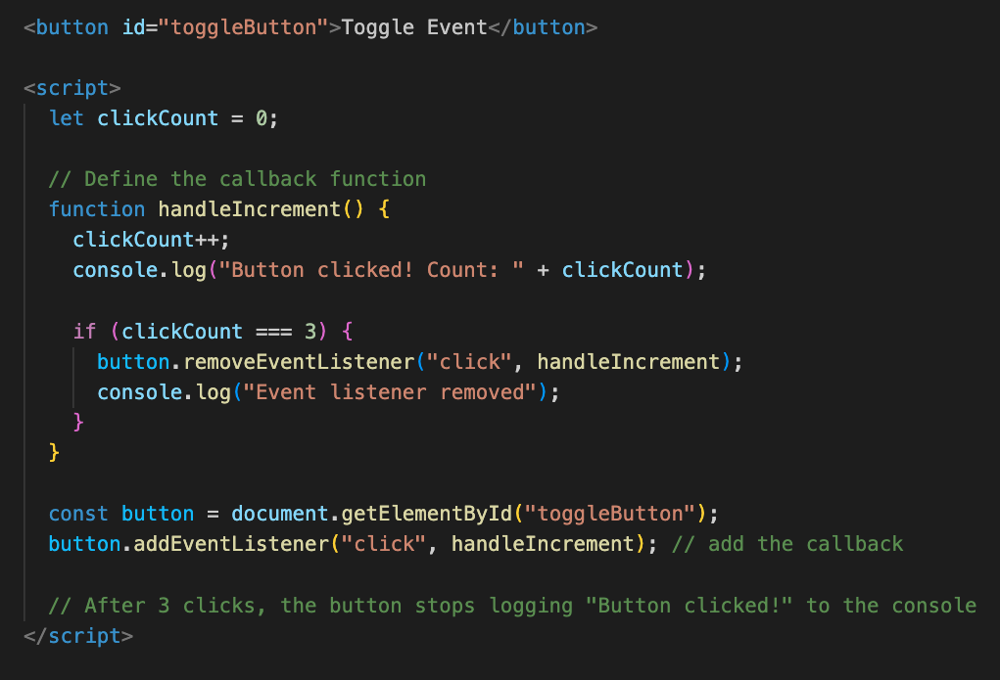 <button id="toggleButton">Toggle Event</button>
<script>
let clickCount = 0;
// Define the callback function
function handleIncrement() {
clickCount++;
console.log("Button clicked! Count: " + clickCount);
if (clickCount === 3) {
button.removeEventListener("click", handleIncrement);
console.log("Event listener removed");
}
}
const button = document.getElementById("toggleButton");
button.addEventListener("click", handleIncrement); // add the callback
// After 3 clicks, the button stops logging "Button clicked!" to the console
</script>